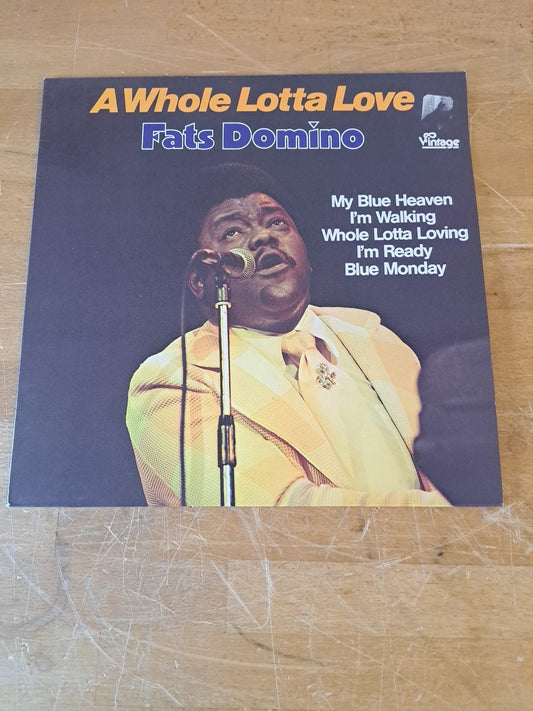 A Whole Lotta Love
Fats Domino
Vintage
My Blue Heaven
I'm Walking
Whole Lotta Loving
I'm Ready
Blue Monday